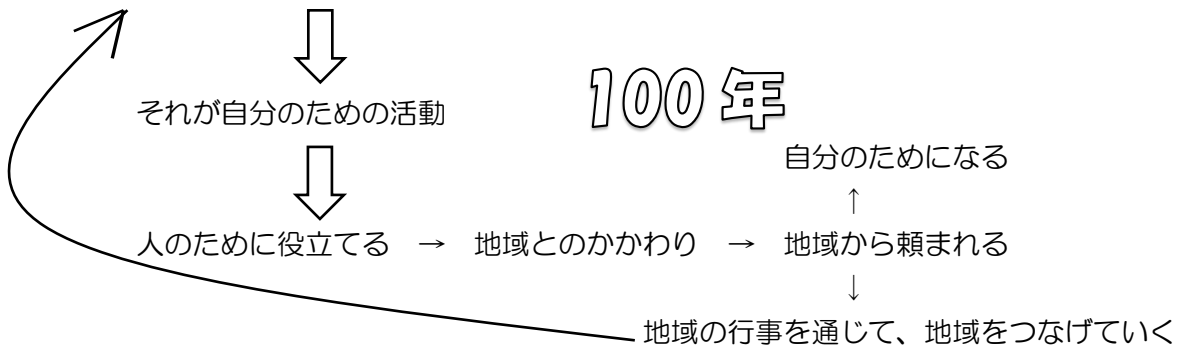 100年
それが自分のための活動
自分のためになる
↑
人のために役立てる → 地域とのかかわり → 地域から頼まれる
↓
地域の行事を通じて、地域をつなげていく